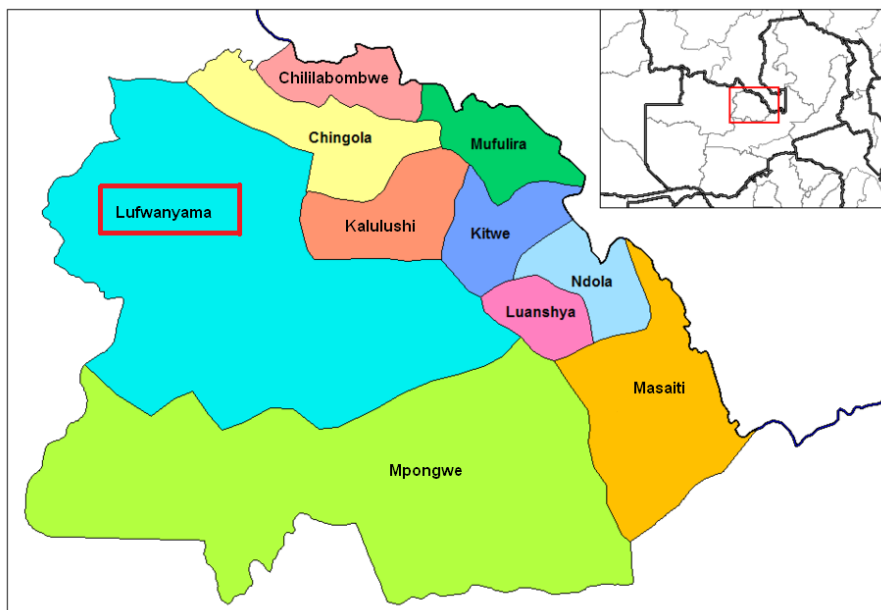 Chililabombwe
Chingola
Mufulira
Lufwanyama
Kalulushi
Kitwe
Ndola
Luanshya
Masaiti
Mpongwe